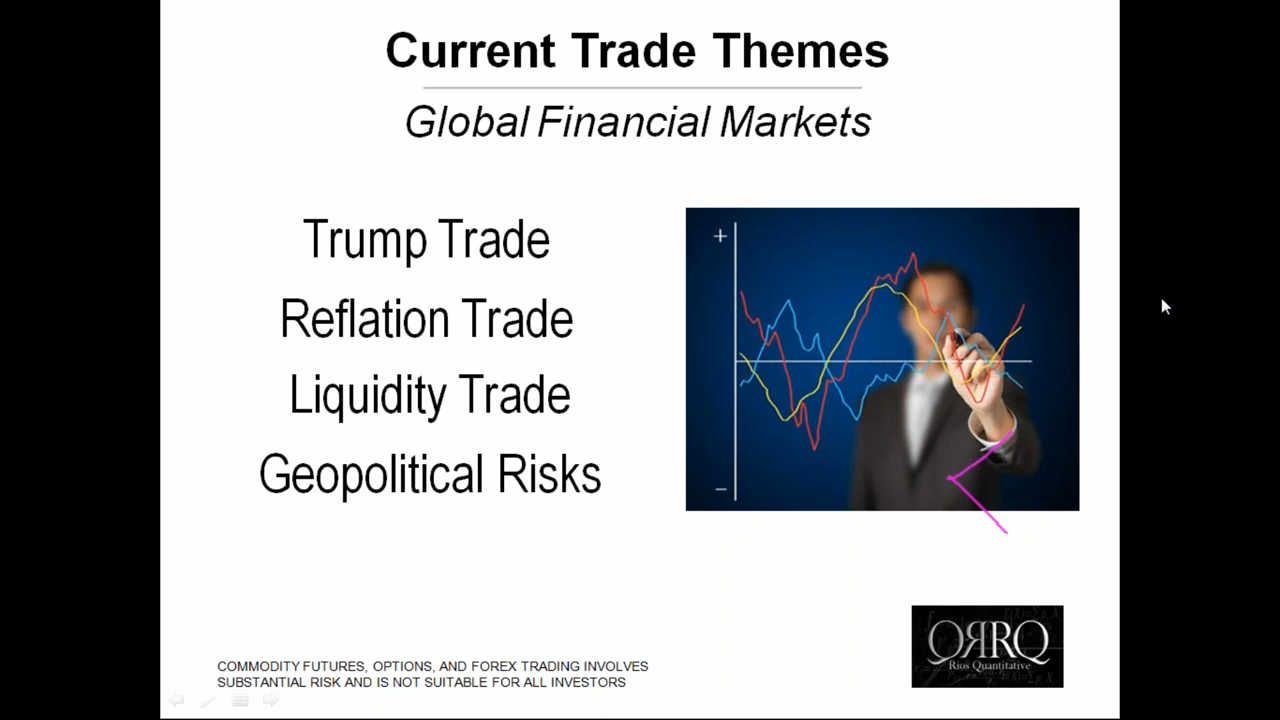 Current Trade Themes
Global Financial Markets
Trump Trade
Reflation Trade
Liquidity Trade
Geopolitical Risks
+
–
QRRQ
Rios Quantitative
COMMODITY FUTURES, OPTIONS, AND FOREX TRADING INVOLVES
SUBSTANTIAL RISK AND IS NOT SUITABLE FOR ALL INVESTORS